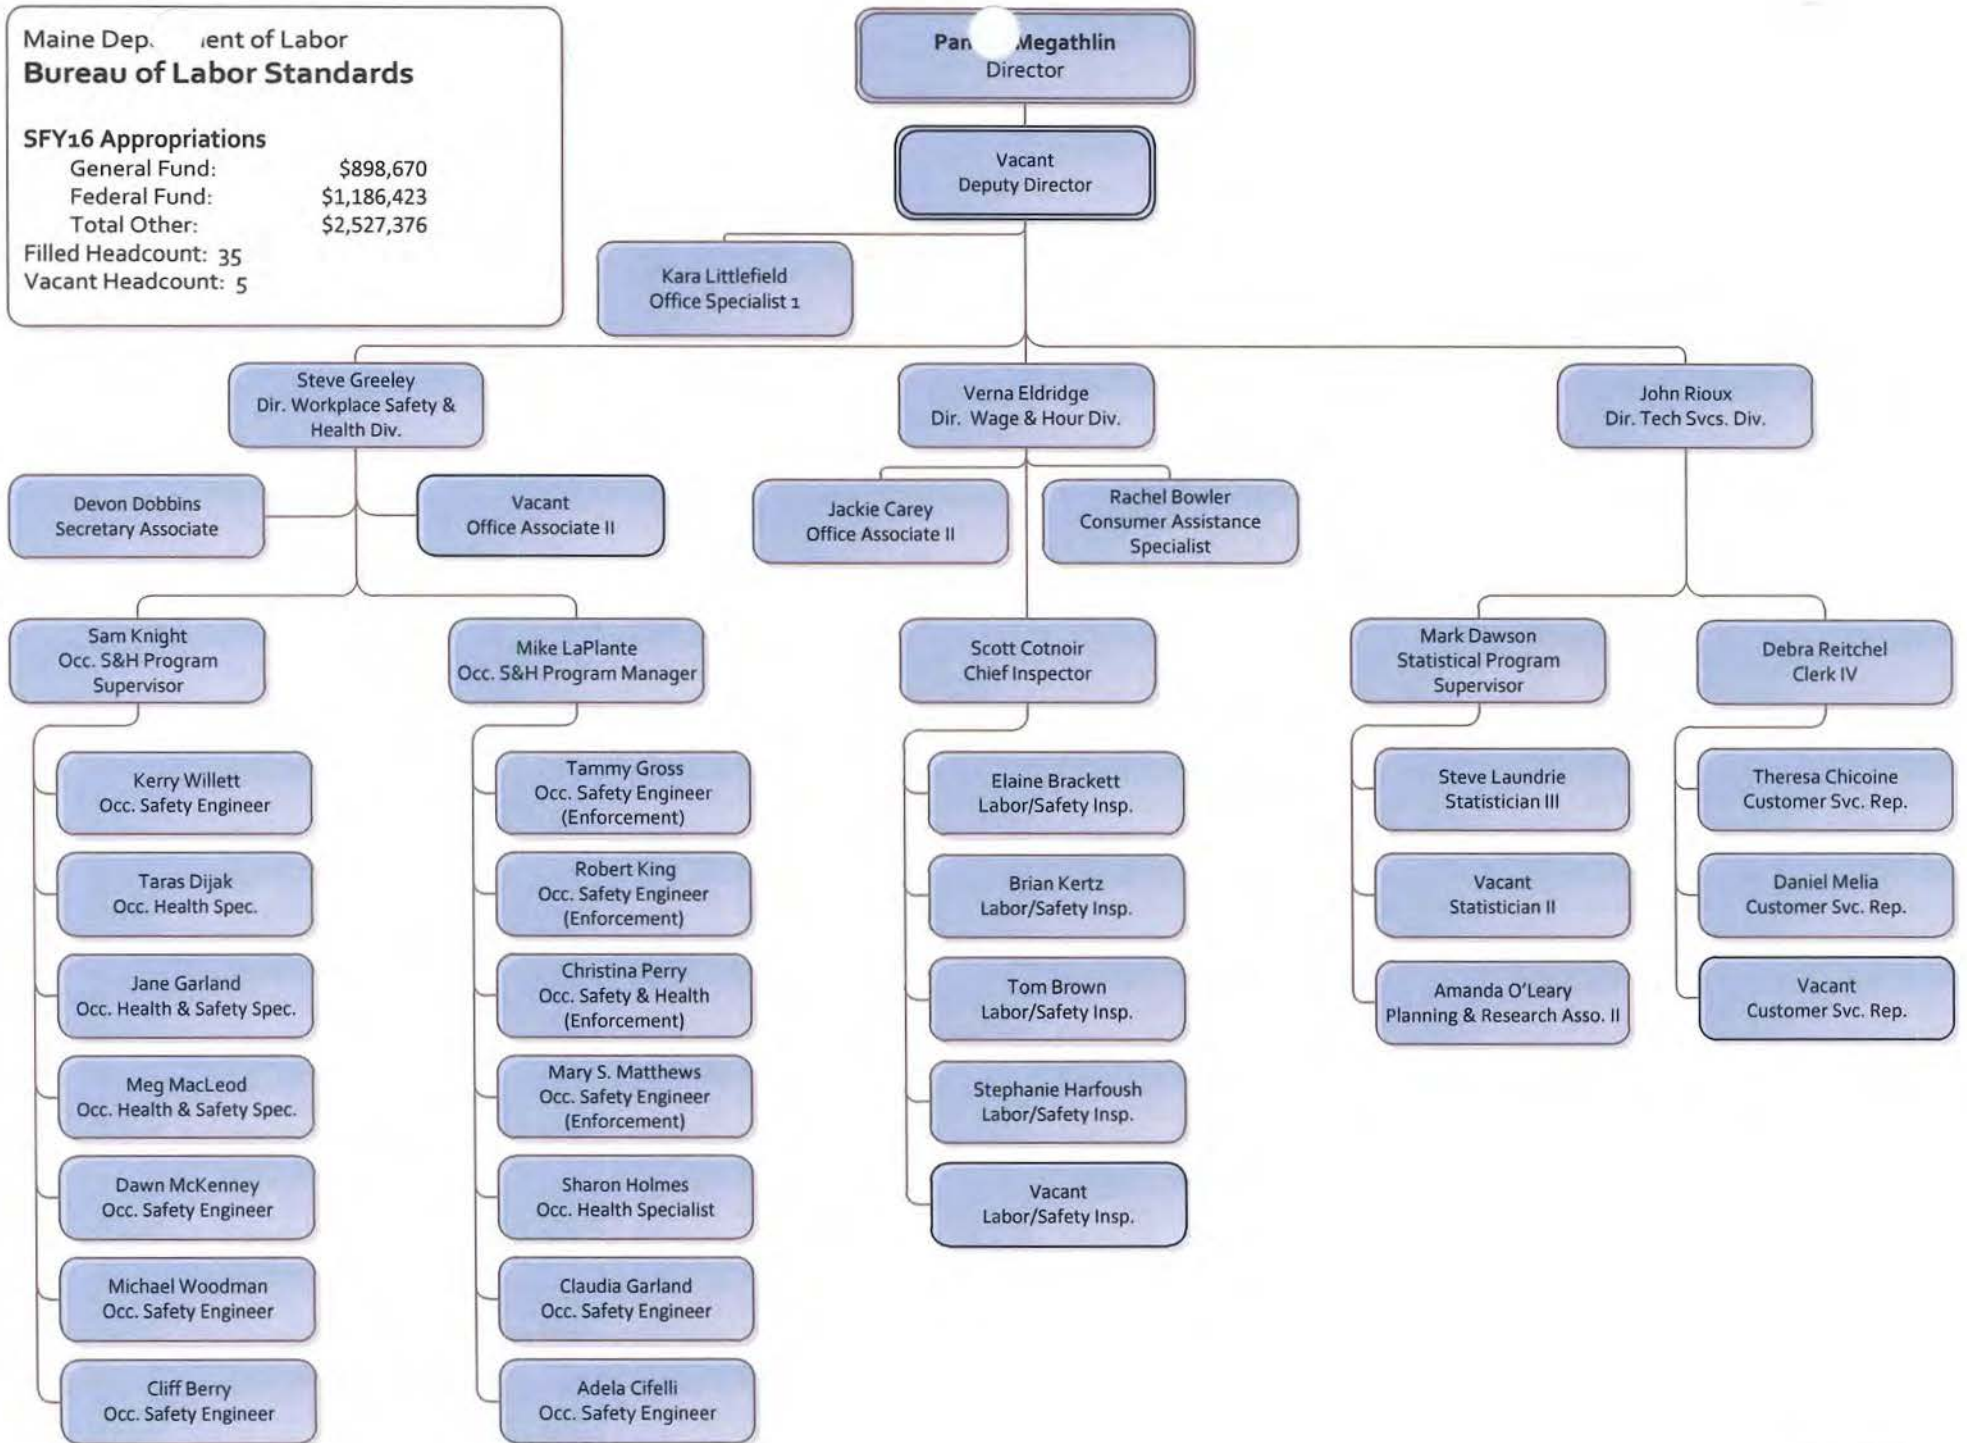 Maine Dep. ent of Labor
Bureau of Labor Standards
SFY16 Appropriations
General Fund: $898,670
Federal Fund: $1,186,423
Total Other: $2,527,376
Filled Headcount: 35
Vacant Headcount: 5
Megathlin
Director
Vacant
Deputy Director
Kara Littlefield
Office Specialist 1
Steve Greeley
Dir. Workplace Safety &
Health Div.
Verna Eldridge
Dir. Wage & Hour Div.
John Rioux
Dir. Tech Svcs. Div.
Devon Dobbins
Secretary Associate
Vacant
Office Associate II
Jackie Carey
Office Associate II
Rachel Bowler
Consumer Assistance
Specialist
Sam Knight
Occ. S&H Program
Supervisor
Mike LaPlante
Occ. S&H Program Manager
Scott Cotnoir
Chief Inspector
Mark Dawson
Statistical Program
Supervisor
Debra Reitchel
Clerk IV
Kerry Willett
Occ. Safety Engineer
Taras Dijak
Occ. Health Spec.
Jane Garland
Occ. Health & Safety Spec.
Meg MacLeod
Occ. Health & Safety Spec.
Dawn McKenney
Occ. Safety Engineer
Michael Woodman
Occ. Safety Engineer
Cliff Berry
Occ. Safety Engineer
Tammy Gross
Occ. Safety Engineer
(Enforcement)
Robert King
Occ. Safety Engineer
(Enforcement)
Christina Perry
Occ. Safety & Health
(Enforcement)
Mary S. Matthews
Occ. Safety Engineer
(Enforcement)
Sharon Holmes
Occ. Health Specialist
Claudia Garland
Occ. Safety Engineer
Adela Cifelli
Occ. Safety Engineer
Elaine Brackett
Labor/Safety Insp.
Brian Kertz
Labor/Safety Insp.
Tom Brown
Labor/Safety Insp.
Stephanie Harfoush
Labor/Safety Insp.
Vacant
Labor/Safety Insp.
Steve Laundrie
Statistician III
Vacant
Statistician II
Amanda O'Leary
Planning & Research Asso. II
Theresa Chicoine
Customer Svc. Rep.
Daniel Melia
Customer Svc. Rep.
Vacant
Customer Svc. Rep.